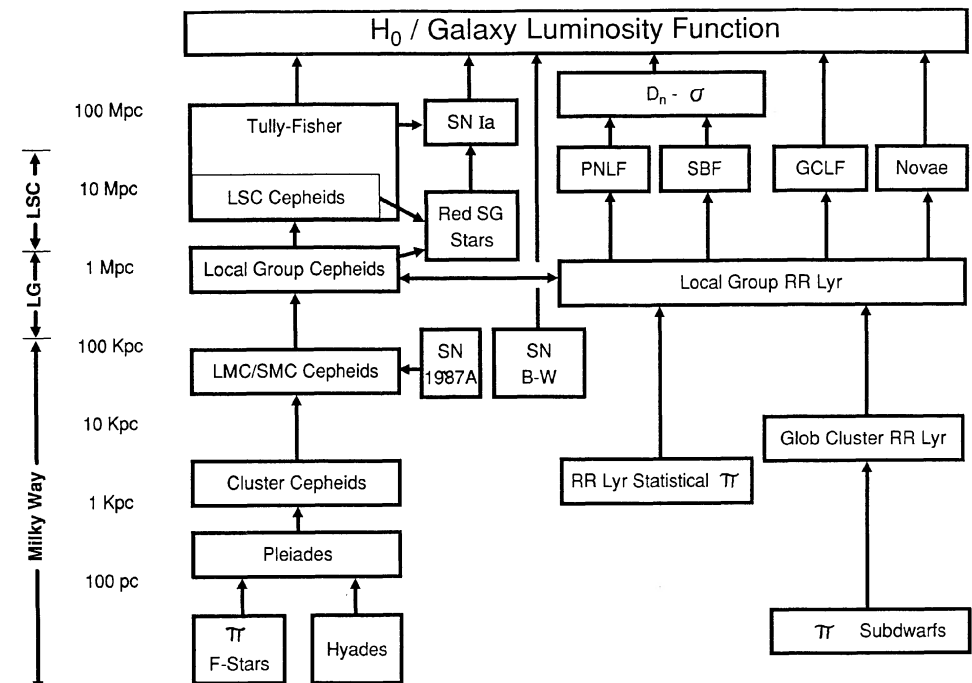 H₀ / Galaxy Luminosity Function
100 Mpc
Tully-Fisher
SN Ia
Dₙ - σ
PNLF
SBF
GCLF
Novae
10 Mpc
LSC Cepheids
Red SG
Stars
LSC
1 Mpc
Local Group Cepheids
Local Group RR Lyr
LG
100 Kpc
LMC/SMC Cepheids
SN
1987A
SN
B-W
10 Kpc
Glob Cluster RR Lyr
Cluster Cepheids
RR Lyr Statistical π
1 Kpc
Milky Way
Pleiades
100 pc
π
F-Stars
Hyades
π Subdwarfs